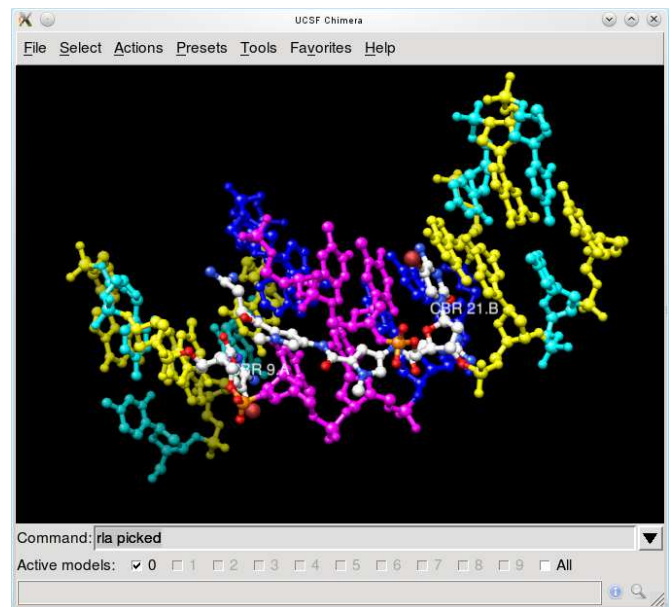 UCSF Chimera
File Select Actions Presets Tools Favorites Help
CBR 21.B
BR 9.A
Command: rla picked
Active models: 0 1 2 3 4 5 6 7 8 9 All